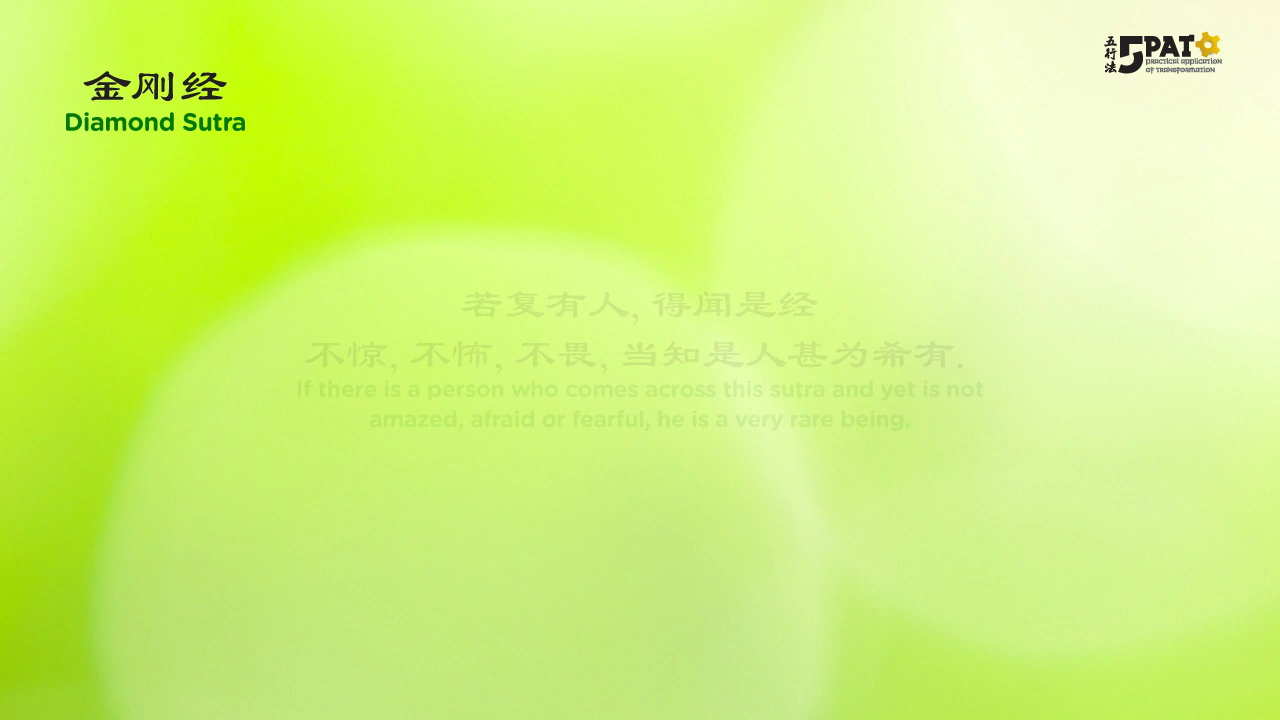 金刚经
Diamond Sutra
五行法
5PAT
PRACTICAL APPLICATION
OF TRANSFORMATION
若复有人, 得闻是经
不惊, 不怖, 不畏, 当知是人甚为希有.
If there is a person who comes across this sutra and yet is not
amazed, afraid or fearful, he is a very rare being.